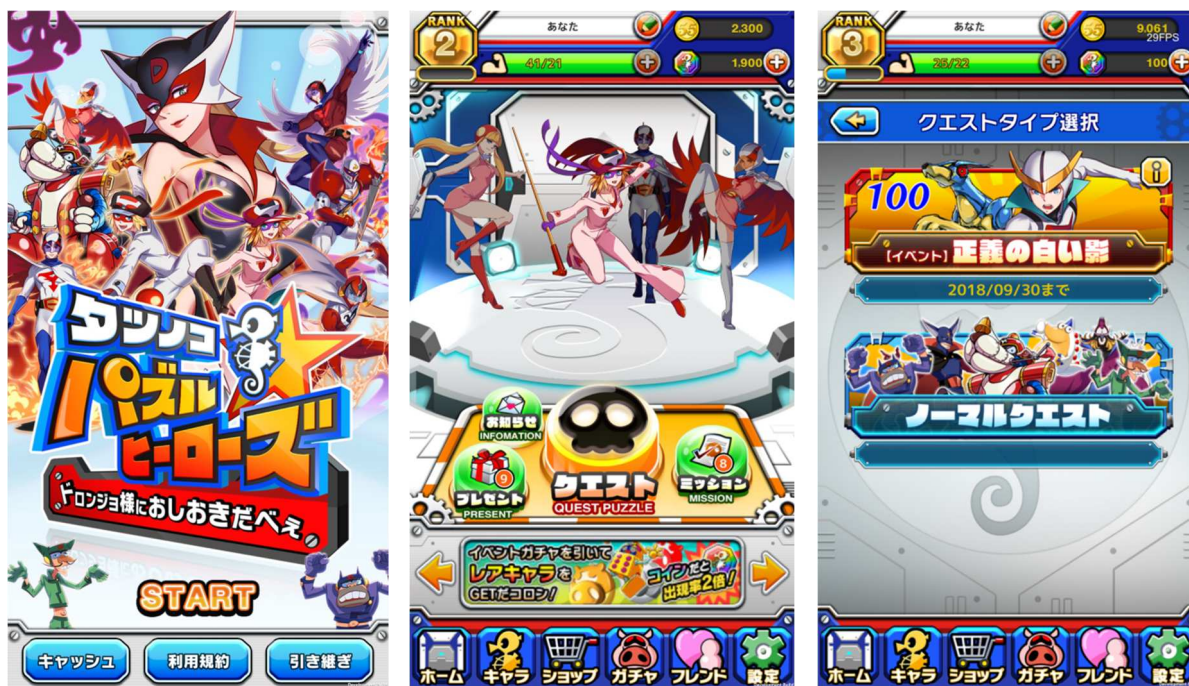 D
タツノコ
パズル
ヒーローズ
ドロンジョ様におしおきだべぇ
START
キャッシュ
利用規約
引き継ぎ
RANK
2
あなた
2.300
41/21
1.900
お知らせ
INFOMATION
プレゼント
PRESENT
9
クエスト
QUEST PUZZLE
ミッション
MISSION
8
イベントガチャを引いて
レアキャラを
GETだコロン!
コインだと
出現率2倍!
ホーム
キャラ
ショップ
ガチャ
フレンド
設定
RANK
3
あなた
9.061
29FPS
25/22
100
クエストタイプ選択
100
【イベント】正義の白い影
2018/09/30まで
ノーマルクエスト
ホーム
キャラ
ショップ
ガチャ
フレンド
設定